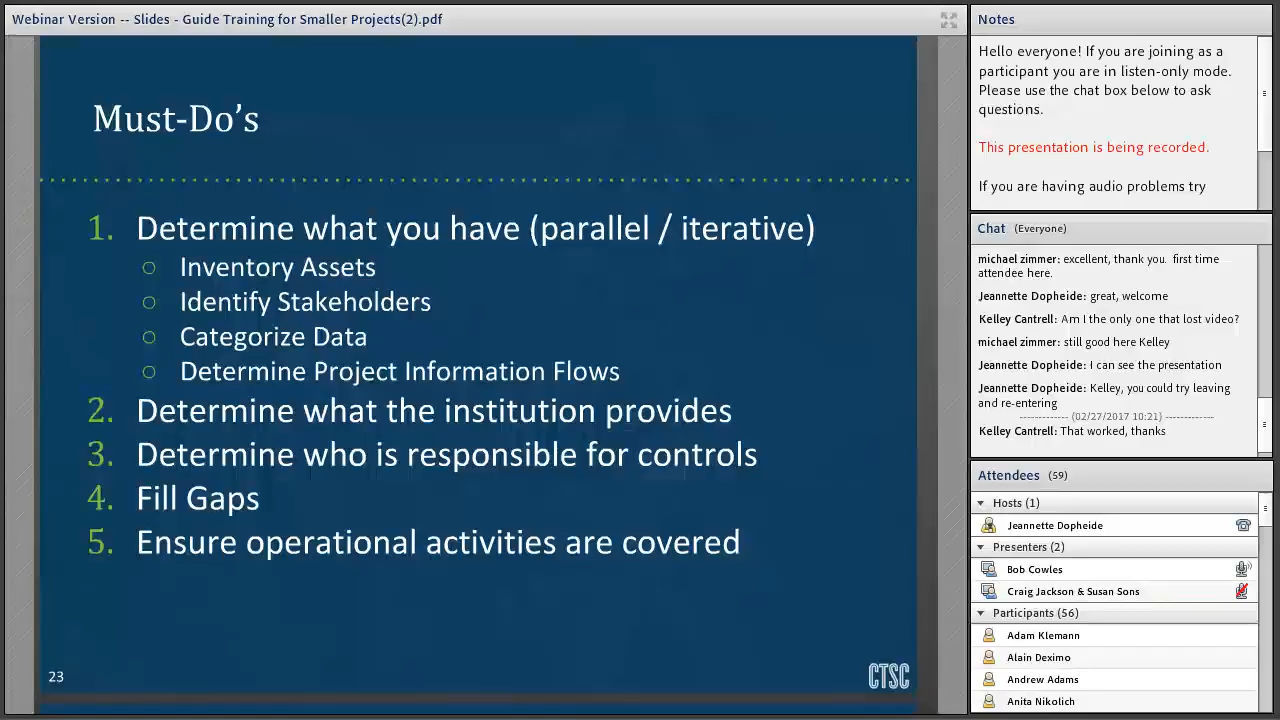 Webinar Version -- Slides - Guide Training for Smaller Projects(2).pdf
Must-Do's
1. Determine what you have (parallel / iterative)
○ Inventory Assets
○ Identify Stakeholders
○ Categorize Data
○ Determine Project Information Flows
2. Determine what the institution provides
3. Determine who is responsible for controls
4. Fill Gaps
5. Ensure operational activities are covered
23
CTSC
Notes
Hello everyone! If you are joining as a
participant you are in listen-only mode.
Please use the chat box below to ask
questions.
This presentation is being recorded.
If you are having audio problems try
Chat (Everyone)
michael zimmer: excellent, thank you. first time
attendee here.
Jeannette Dopheide: great, welcome
Kelley Cantrell: Am I the only one that lost video?
michael zimmer: still good here Kelley
Jeannette Dopheide: I can see the presentation
Jeannette Dopheide: Kelley, you could try leaving
and re-entering
------------- (02/27/2017 10:21) -------------
Kelley Cantrell: That worked, thanks
Attendees (59)
Hosts (1)
Jeannette Dopheide
Presenters (2)
Bob Cowles
Craig Jackson & Susan Sons
Participants (56)
Adam Klemann
Alain Deximo
Andrew Adams
Anita Nikolich